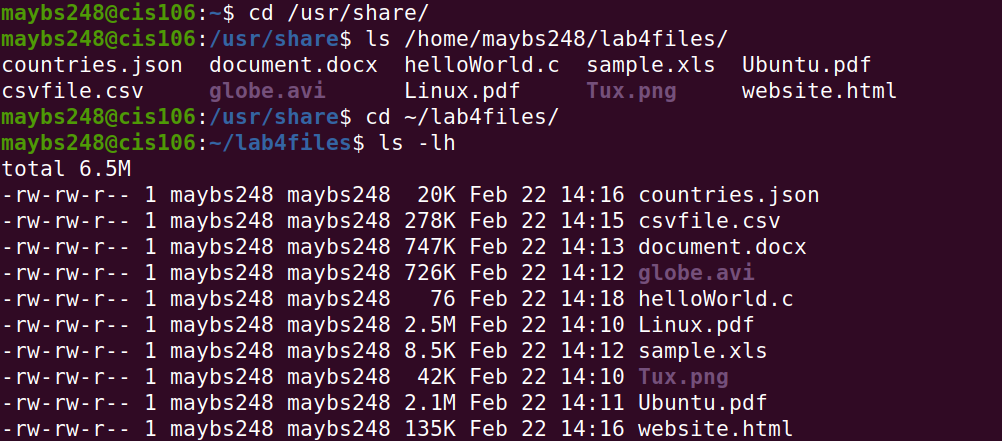 maybs248@cis106:~$ cd /usr/share/
maybs248@cis106:/usr/share$ ls /home/maybs248/lab4files/
countries.json  document.docx  helloWorld.c  sample.xls  Ubuntu.pdf
csvfile.csv     globe.avi      Linux.pdf     Tux.png     website.html
maybs248@cis106:/usr/share$ cd ~/lab4files/
maybs248@cis106:~/lab4files$ ls -lh
total 6.5M
-rw-rw-r-- 1 maybs248 maybs248  20K Feb 22 14:16 countries.json
-rw-rw-r-- 1 maybs248 maybs248 278K Feb 22 14:15 csvfile.csv
-rw-rw-r-- 1 maybs248 maybs248 747K Feb 22 14:13 document.docx
-rw-rw-r-- 1 maybs248 maybs248 726K Feb 22 14:12 globe.avi
-rw-rw-r-- 1 maybs248 maybs248   76 Feb 22 14:18 helloWorld.c
-rw-rw-r-- 1 maybs248 maybs248 2.5M Feb 22 14:10 Linux.pdf
-rw-rw-r-- 1 maybs248 maybs248 8.5K Feb 22 14:12 sample.xls
-rw-rw-r-- 1 maybs248 maybs248  42K Feb 22 14:10 Tux.png
-rw-rw-r-- 1 maybs248 maybs248 2.1M Feb 22 14:11 Ubuntu.pdf
-rw-rw-r-- 1 maybs248 maybs248 135K Feb 22 14:16 website.html